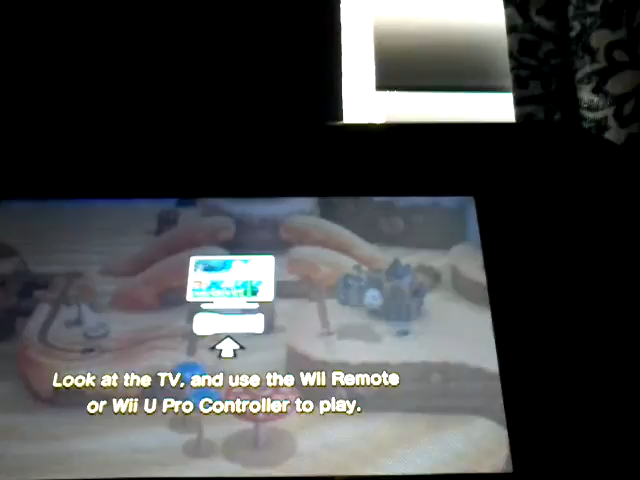 Look at the TV, and use the Wii Remote
or Wii U Pro Controller to play.